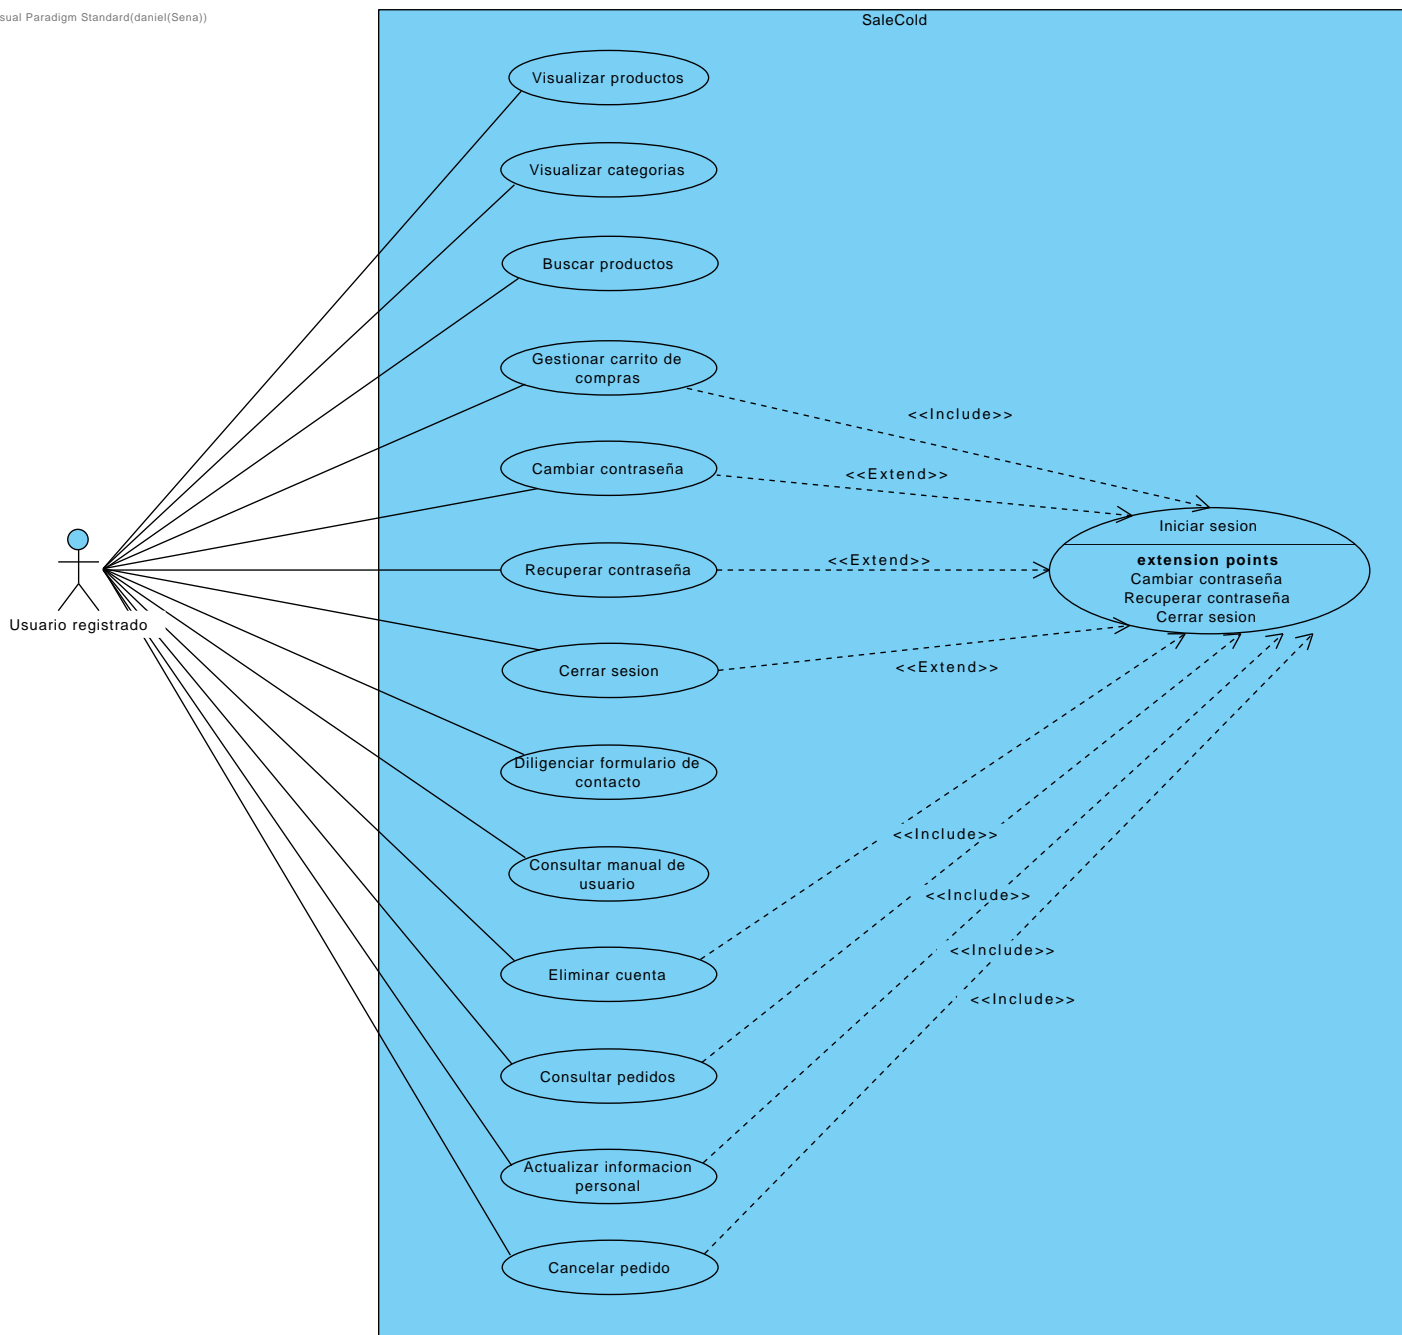 sual Paradigm Standard(daniel(Sena))
SaleCold
Visualizar productos
Visualizar categorias
Buscar productos
Gestionar carrito de
compras
<<Include>>
Cambiar contraseña
<<Extend>>
Iniciar sesion
extension points
Cambiar contraseña
Recuperar contraseña
Cerrar sesion
Recuperar contraseña
<<Extend>>
Usuario registrado
Cerrar sesion
<<Extend>>
Diligenciar formulario de
contacto
Consultar manual de
usuario
<<Include>>
<<Include>>
<<Include>>
<<Include>>
Eliminar cuenta
Consultar pedidos
Actualizar informacion
personal
Cancelar pedido